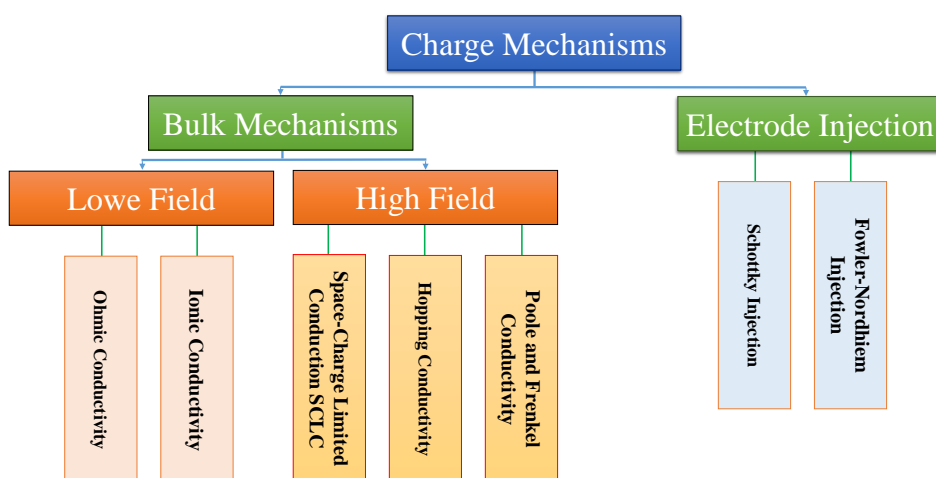 Charge Mechanisms
Bulk Mechanisms
Electrode Injection
Lowe Field
High Field
Ohmic Conductivity
Ionic Conductivity
Space-Charge Limited
Conduction SCLC
Hopping Conductivity
Poole and Frenkel
Conductivity
Schottky Injection
Fowler-Nordhiem
Injection